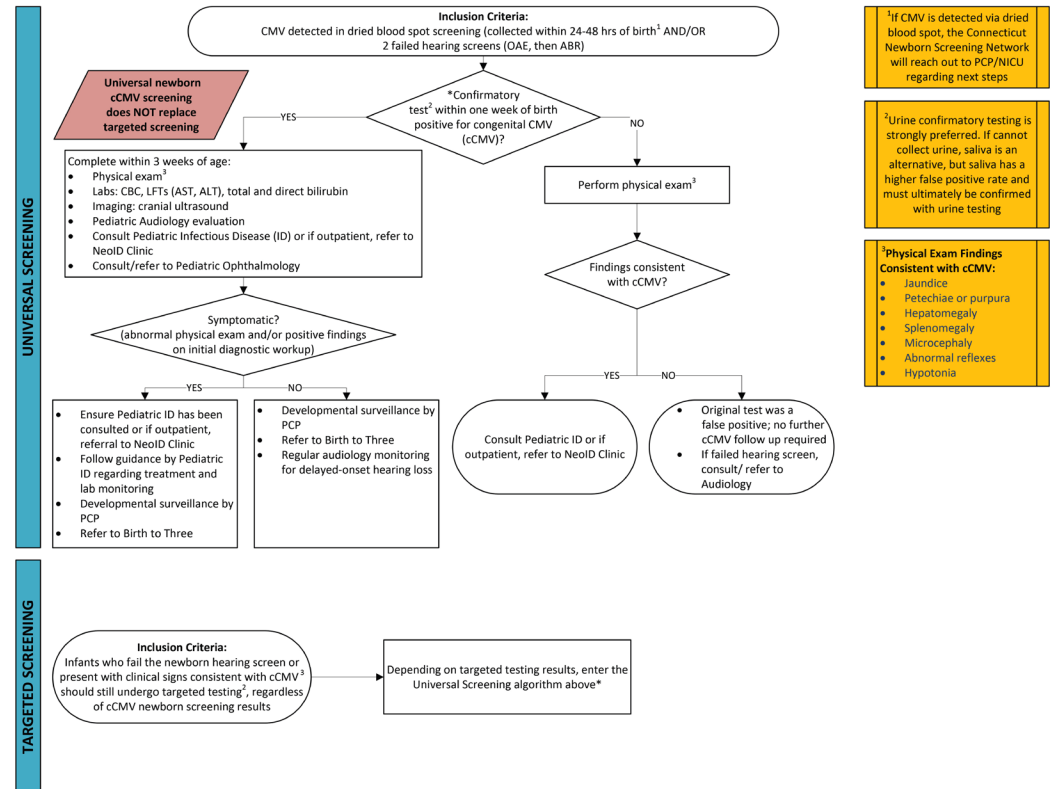 UNIVERSAL SCREENING
Inclusion Criteria:
CMV detected in dried blood spot screening (collected within 24-48 hrs of birth¹ AND/OR
2 failed hearing screens (OAE, then ABR)
Universal newborn
cCMV screening
does NOT replace
targeted screening
*Confirmatory
test² within one week of birth
positive for congenital CMV
(cCMV)?
YES
NO
Complete within 3 weeks of age:
• Physical exam³
• Labs: CBC, LFTs (AST, ALT), total and direct bilirubin
• Imaging: cranial ultrasound
• Pediatric Audiology evaluation
• Consult Pediatric Infectious Disease (ID) or if outpatient, refer to
NeoID Clinic
• Consult/refer to Pediatric Ophthalmology
Perform physical exam³
Symptomatic?
(abnormal physical exam and/or positive findings
on initial diagnostic workup)
Findings consistent
with cCMV?
YES
NO
YES
NO
• Ensure Pediatric ID has been
consulted or if outpatient,
referral to NeoID Clinic
• Follow guidance by Pediatric
ID regarding treatment and
lab monitoring
• Developmental surveillance by
PCP
• Refer to Birth to Three
• Developmental surveillance by
PCP
• Refer to Birth to Three
• Regular audiology monitoring
for delayed-onset hearing loss
Consult Pediatric ID or if
outpatient, refer to NeoID Clinic
• Original test was a
false positive; no further
cCMV follow up required
• If failed hearing screen,
consult/ refer to
Audiology
¹If CMV is detected via dried
blood spot, the Connecticut
Newborn Screening Network
will reach out to PCP/NICU
regarding next steps
²Urine confirmatory testing is
strongly preferred. If cannot
collect urine, saliva is an
alternative, but saliva has a
higher false positive rate and
must ultimately be confirmed
with urine testing
³Physical Exam Findings
Consistent with cCMV:
• Jaundice
• Petechiae or purpura
• Hepatomegaly
• Splenomegaly
• Microcephaly
• Abnormal reflexes
• Hypotonia
TARGETED SCREENING
Inclusion Criteria:
Infants who fail the newborn hearing screen or
present with clinical signs consistent with cCMV³
should still undergo targeted testing², regardless
of cCMV newborn screening results
Depending on targeted testing results, enter the
Universal Screening algorithm above*